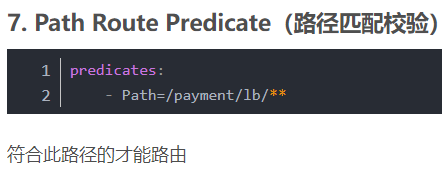 7. Path Route Predicate（路径匹配校验）
1 predicates:
2 - Path=/payment/lb/**
符合此路径的才能路由